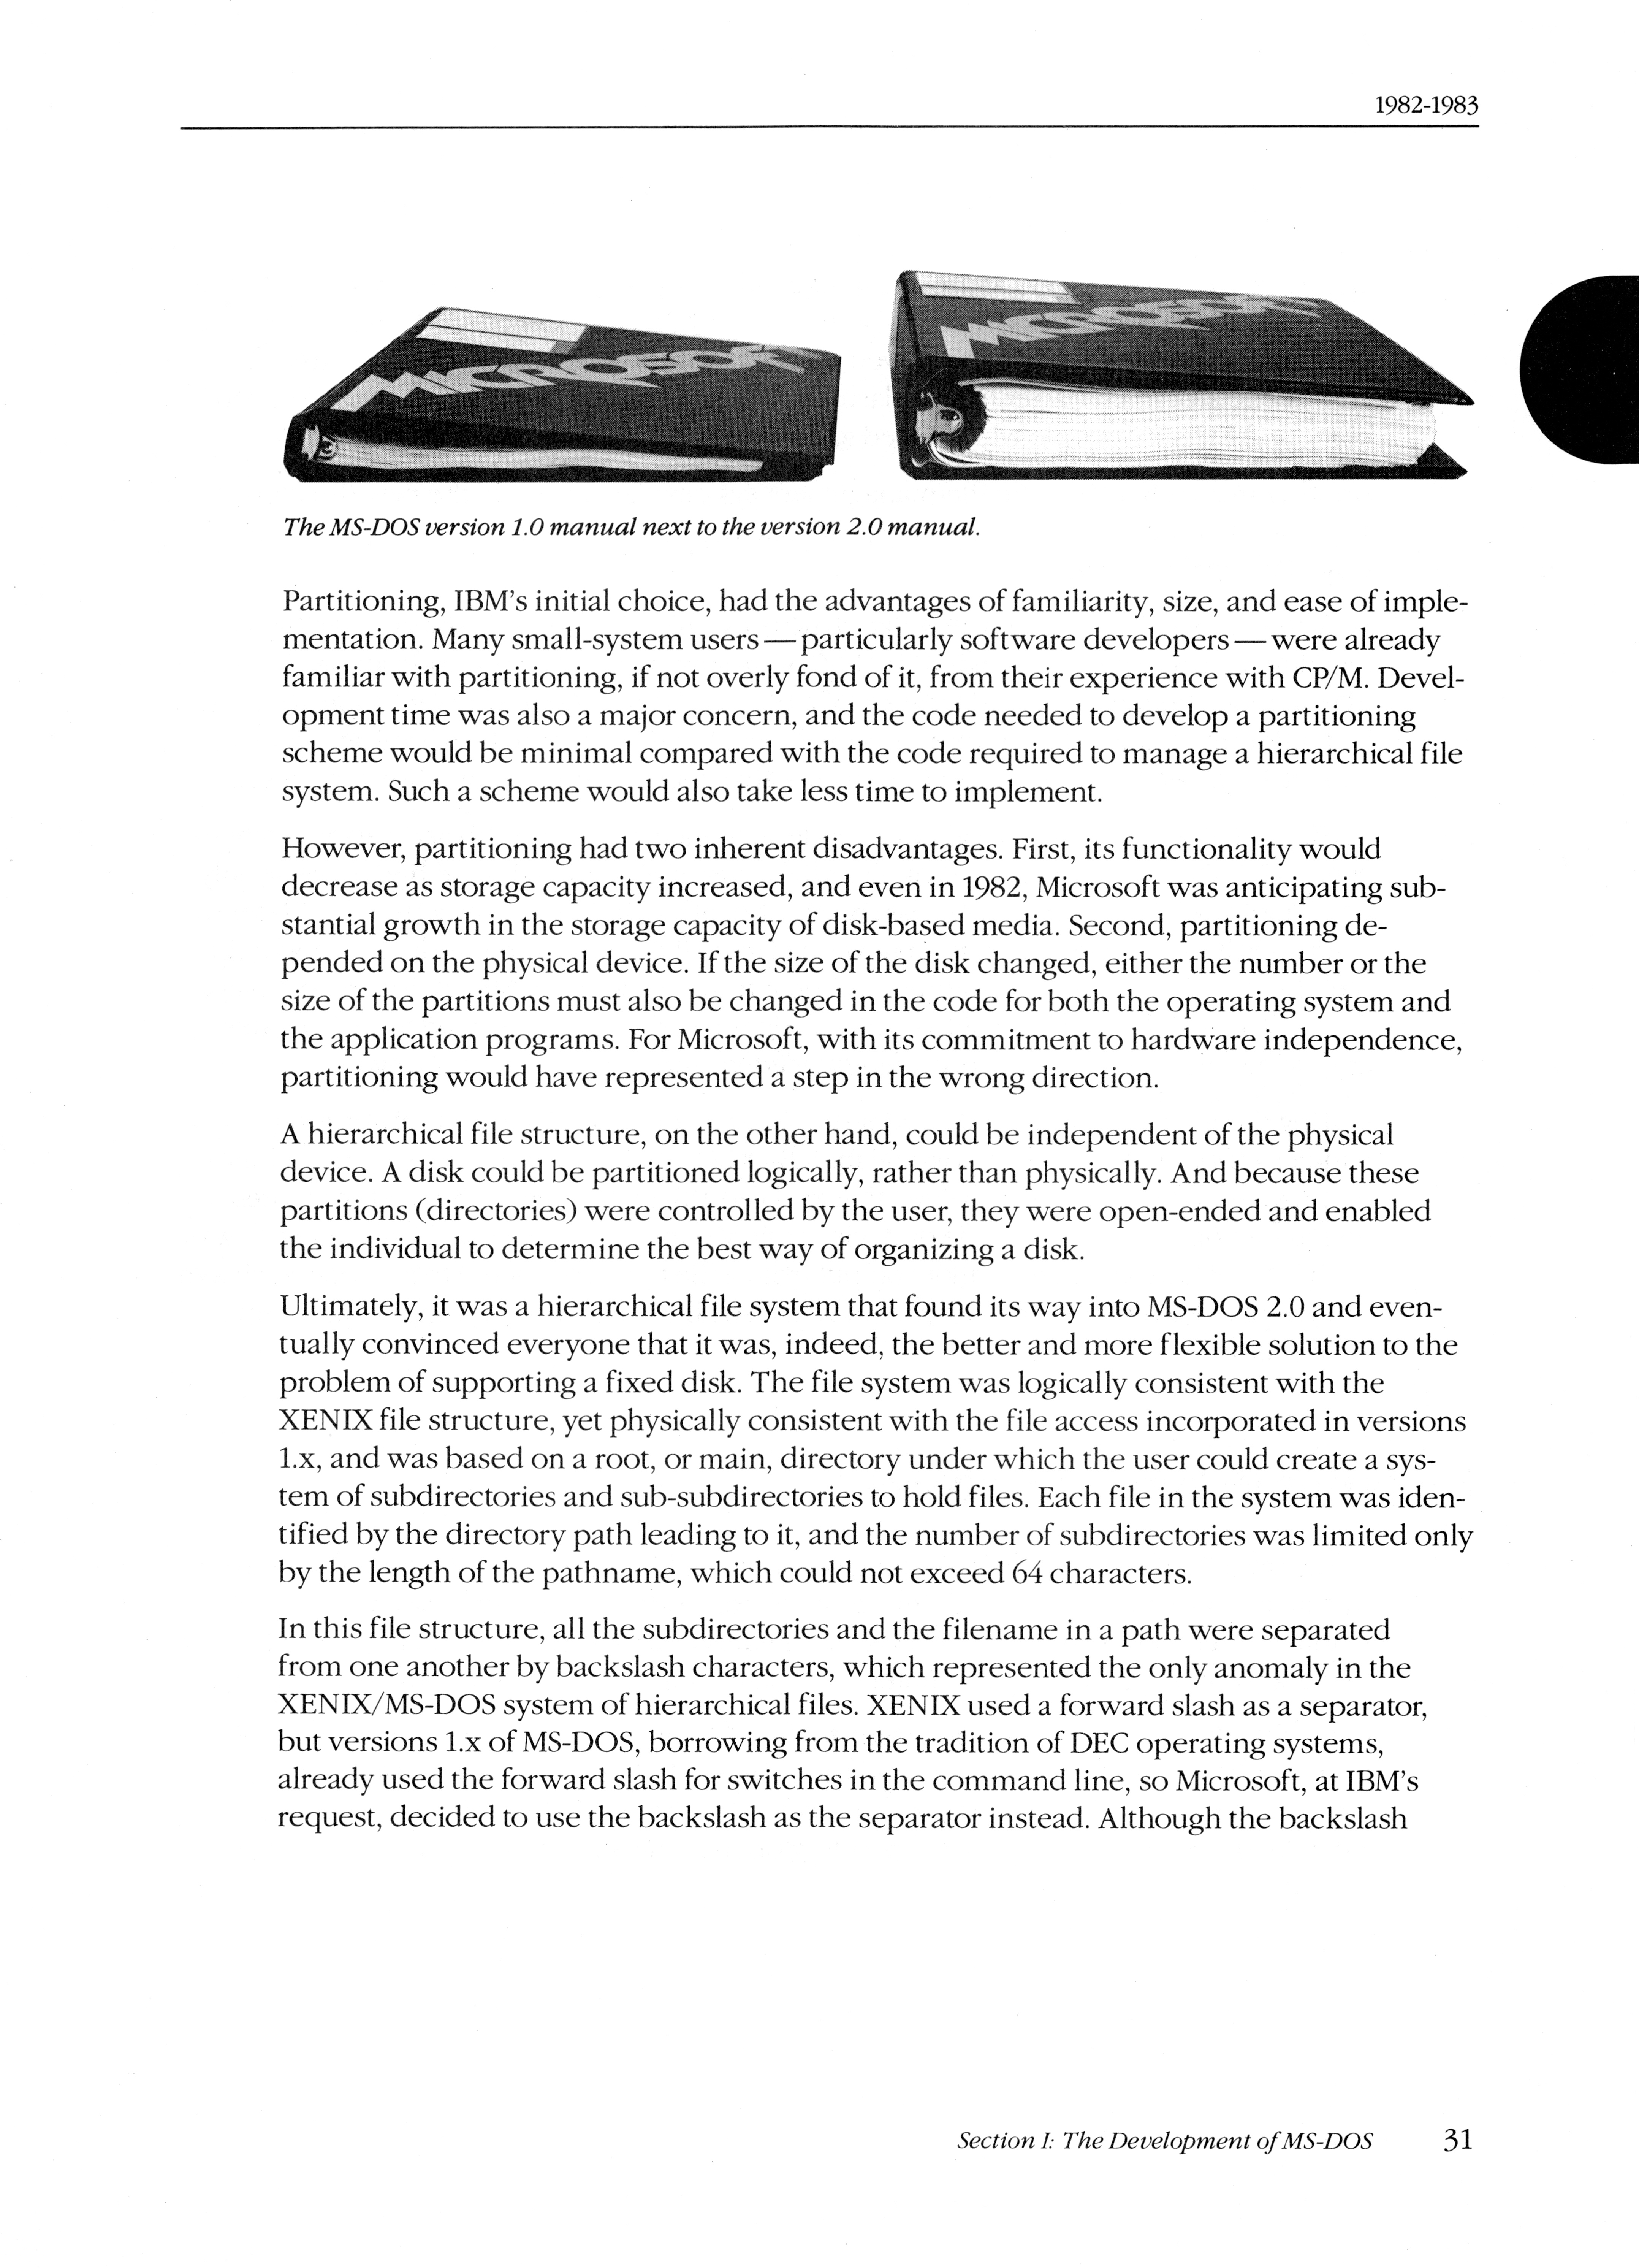 1982-1983
MICROSOFT
MICROSOFT
The MS-DOS version 1.0 manual next to the version 2.0 manual.
Partitioning, IBM's initial choice, had the advantages of familiarity, size, and ease of imple-
mentation. Many small-system users — particularly software developers — were already
familiar with partitioning, if not overly fond of it, from their experience with CP/M. Devel-
opment time was also a major concern, and the code needed to develop a partitioning
scheme would be minimal compared with the code required to manage a hierarchical file
system. Such a scheme would also take less time to implement.
However, partitioning had two inherent disadvantages. First, its functionality would
decrease as storage capacity increased, and even in 1982, Microsoft was anticipating sub-
stantial growth in the storage capacity of disk-based media. Second, partitioning de-
pended on the physical device. If the size of the disk changed, either the number or the
size of the partitions must also be changed in the code for both the operating system and
the application programs. For Microsoft, with its commitment to hardware independence,
partitioning would have represented a step in the wrong direction.
A hierarchical file structure, on the other hand, could be independent of the physical
device. A disk could be partitioned logically, rather than physically. And because these
partitions (directories) were controlled by the user, they were open-ended and enabled
the individual to determine the best way of organizing a disk.
Ultimately, it was a hierarchical file system that found its way into MS-DOS 2.0 and even-
tually convinced everyone that it was, indeed, the better and more flexible solution to the
problem of supporting a fixed disk. The file system was logically consistent with the
XENIX file structure, yet physically consistent with the file access incorporated in versions
1.x, and was based on a root, or main, directory under which the user could create a sys-
tem of subdirectories and sub-subdirectories to hold files. Each file in the system was iden-
tified by the directory path leading to it, and the number of subdirectories was limited only
by the length of the pathname, which could not exceed 64 characters.
In this file structure, all the subdirectories and the filename in a path were separated
from one another by backslash characters, which represented the only anomaly in the
XENIX/MS-DOS system of hierarchical files. XENIX used a forward slash as a separator,
but versions 1.x of MS-DOS, borrowing from the tradition of DEC operating systems,
already used the forward slash for switches in the command line, so Microsoft, at IBM's
request, decided to use the backslash as the separator instead. Although the backslash
Section I: The Development of MS-DOS 31